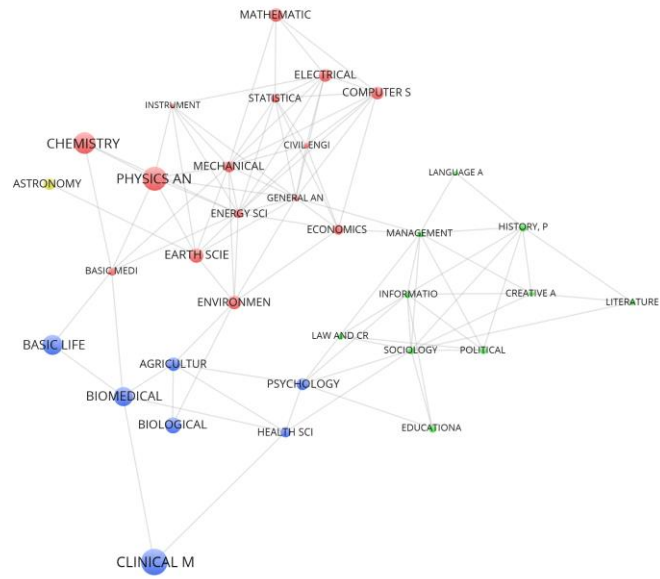 MATHEMATIC
ELECTRICAL
COMPUTER S
STATISTICA
INSTRUMENT
CHEMISTRY
CIVIL ENGI
MECHANICAL
LANGUAGE A
ASTRONOMY
PHYSICS AN
GENERAL AN
ENERGY SCI
ECONOMICS
MANAGEMENT
HISTORY, P
EARTH SCIE
BASIC MEDI
INFORMATIO
CREATIVE A
ENVIRONMEN
LITERATURE
LAW AND CR
BASIC LIFE
SOCIOLOGY
POLITICAL
AGRICULTUR
PSYCHOLOGY
BIOMEDICAL
BIOLOGICAL
HEALTH SCI
EDUCATIONA
CLINICAL M